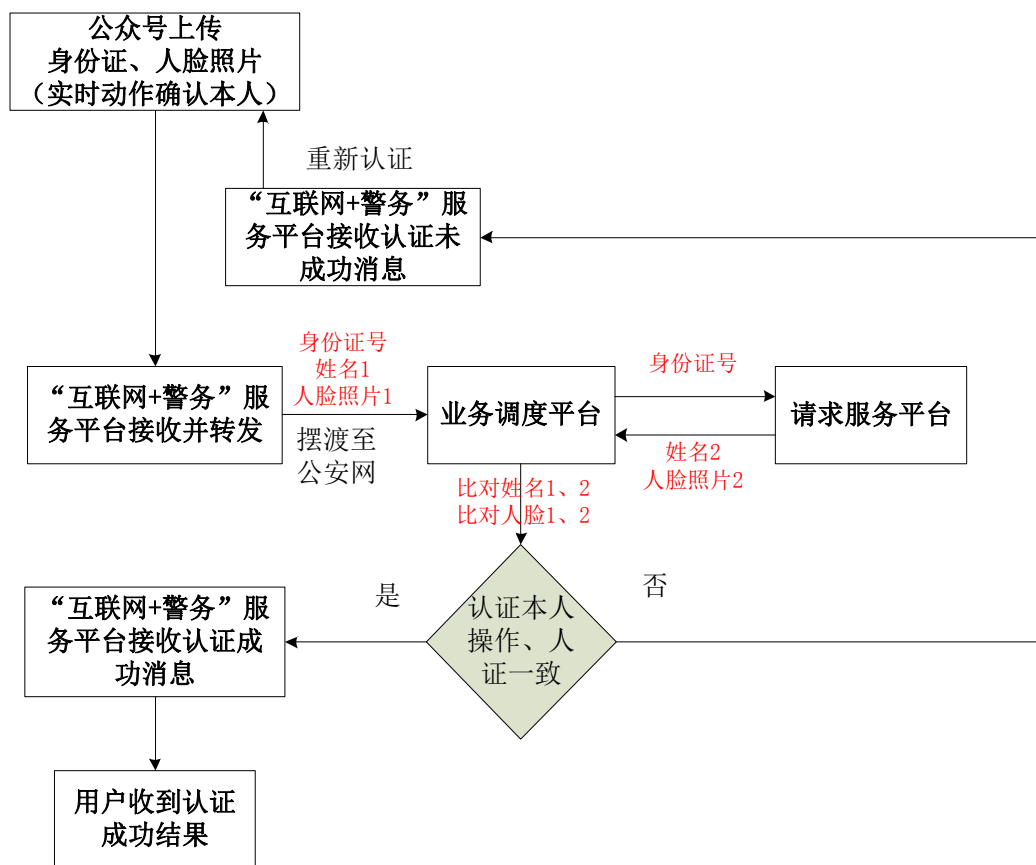 公众号上传
身份证、人脸照片
（实时动作确认本人）
重新认证
“互联网+警务”服
务平台接收认证未
成功消息
“互联网+警务”服
务平台接收并转发
身份证号
姓名1
人脸照片1
摆渡至
公安网
业务调度平台
身份证号
姓名2
人脸照片2
请求服务平台
比对姓名1、2
比对人脸1、2
认证本人
操作、人
证一致
是
否
“互联网+警务”服
务平台接收认证成
功消息
用户收到认证
成功结果